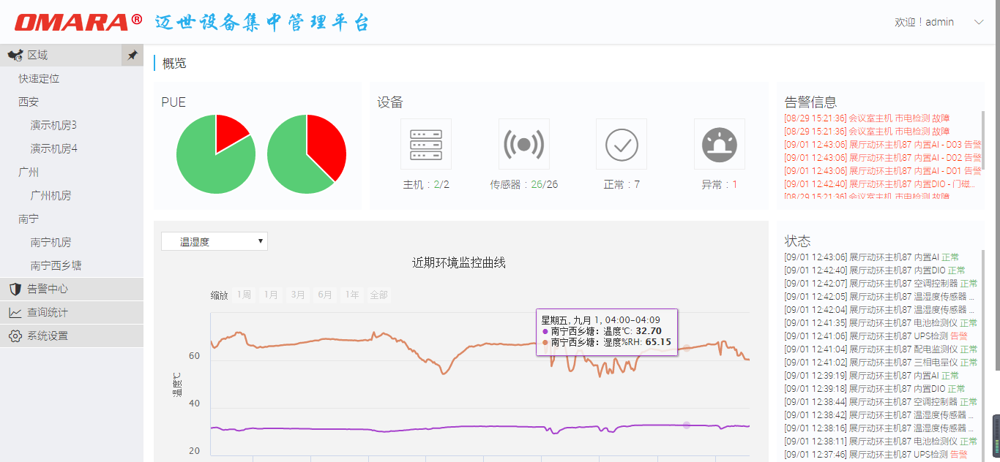 OMARA® 迈世设备集中管理平台
欢迎！admin
区域
快速定位
西安
演示机房3
演示机房4
广州
广州机房
南宁
南宁机房
南宁西乡塘
告警中心
查询统计
系统设置
概览
PUE
设备
主机：2/2
传感器：26/26
正常：7
异常：1
告警信息
[08/29 15:21:36] 会议室主机 市电检测 故障
[08/29 15:21:36] 会议室主机 市电检测 故障
[09/01 12:43:06] 展厅动环主机87 内置AI - D03 告警
[09/01 12:43:06] 展厅动环主机87 内置AI - D02 告警
[09/01 12:43:06] 展厅动环主机87 内置AI - D01 告警
[09/01 12:42:40] 展厅动环主机87 内置DIO - 门磁...
[08/29 15:21:36] 会议室主机 市电检测 故障
温湿度
近期环境监控曲线
缩放 1周 1月 3月 6月 1年 全部
星期五, 九月 1, 04:00-04:09
南宁西乡塘：温度℃: 32.70
南宁西乡塘：湿度%RH: 65.15
温度℃
60
40
20
状态
[09/01 12:43:06] 展厅动环主机87 内置AI 正常
[09/01 12:42:40] 展厅动环主机87 内置DIO 正常
[09/01 12:42:07] 展厅动环主机87 空调控制器 正常
[09/01 12:42:05] 展厅动环主机87 温湿度传感器 ...
[09/01 12:42:04] 展厅动环主机87 温湿度传感器 ...
[09/01 12:41:35] 展厅动环主机87 电池检测仪 正常
[09/01 12:41:06] 展厅动环主机87 UPS检测 告警
[09/01 12:41:04] 展厅动环主机87 配电监测仪 正常
[09/01 12:41:02] 展厅动环主机87 三相电量仪 正常
[09/01 12:39:19] 展厅动环主机87 内置AI 正常
[09/01 12:39:18] 展厅动环主机87 内置DIO 正常
[09/01 12:38:44] 展厅动环主机87 空调控制器 正常
[09/01 12:38:42] 展厅动环主机87 温湿度传感器 ...
[09/01 12:38:16] 展厅动环主机87 温湿度传感器 ...
[09/01 12:38:11] 展厅动环主机87 电池检测仪 正常
[09/01 12:37:46] 展厅动环主机87 UPS检测 告警